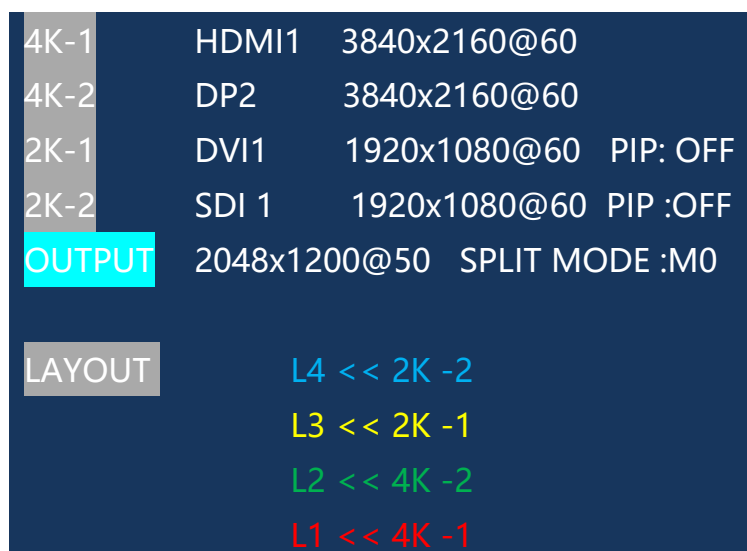 4K-1 HDMI1 3840x2160@60
4K-2 DP2 3840x2160@60
2K-1 DVI1 1920x1080@60 PIP: OFF
2K-2 SDI 1 1920x1080@60 PIP :OFF
OUTPUT 2048x1200@50 SPLIT MODE :M0
LAYOUT L4 << 2K -2
L3 << 2K -1
L2 << 4K -2
L1 << 4K -1